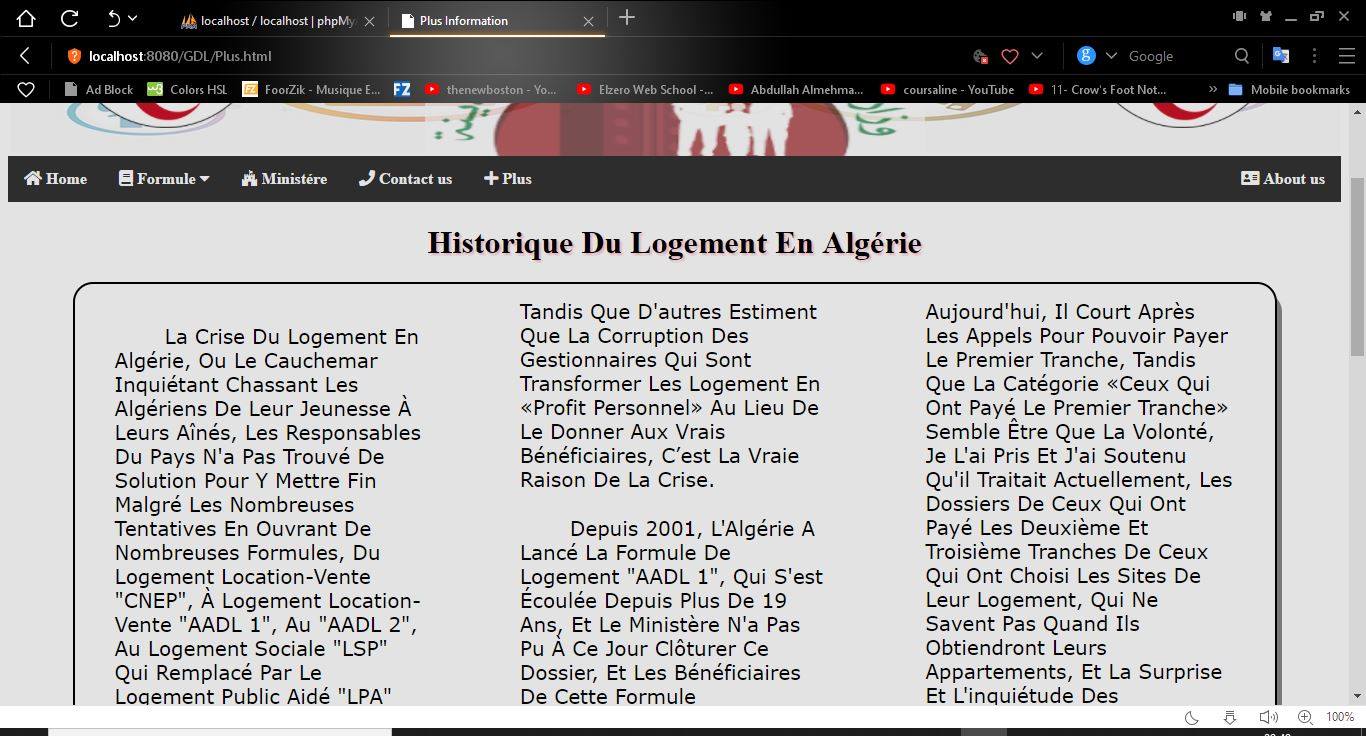 localhost / localhost | phpMy
Plus Information
localhost:8080/GDL/Plus.html
Google
Ad Block
Colors HSL
FoorZik - Musique E...
FZ
thenewboston - Yo...
Elzero Web School -...
Abdullah Almehma...
coursaline - YouTube
11- Crow's Foot Not...
Mobile bookmarks
Home
Formule
Ministére
Contact us
Plus
About us
Historique Du Logement En Algérie
La Crise Du Logement En
Algérie, Ou Le Cauchemar
Inquiétant Chassant Les
Algériens De Leur Jeunesse À
Leurs Aînés, Les Responsables
Du Pays N'a Pas Trouvé De
Solution Pour Y Mettre Fin
Malgré Les Nombreuses
Tentatives En Ouvrant De
Nombreuses Formules, Du
Logement Location-Vente
"CNEP", À Logement Location-
Vente "AADL 1", Au "AADL 2",
Au Logement Sociale "LSP"
Qui Remplacé Par Le
Logement Public Aidé "LPA"
Tandis Que D'autres Estiment
Que La Corruption Des
Gestionnaires Qui Sont
Transformer Les Logement En
«Profit Personnel» Au Lieu De
Le Donner Aux Vrais
Bénéficiaires, C’est La Vraie
Raison De La Crise.
Depuis 2001, L'Algérie A
Lancé La Formule De
Logement "AADL 1", Qui S'est
Écoulée Depuis Plus De 19
Ans, Et Le Ministère N'a Pas
Pu À Ce Jour Clôturer Ce
Dossier, Et Les Bénéficiaires
De Cette Formule
Aujourd'hui, Il Court Après
Les Appels Pour Pouvoir Payer
Le Premier Tranche, Tandis
Que La Catégorie «Ceux Qui
Ont Payé Le Premier Tranche»
Semble Être Que La Volonté,
Je L'ai Pris Et J'ai Soutenu
Qu'il Traitait Actuellement, Les
Dossiers De Ceux Qui Ont
Payé Les Deuxième Et
Troisième Tranches De Ceux
Qui Ont Choisi Les Sites De
Leur Logement, Qui Ne
Savent Pas Quand Ils
Obtiendront Leurs
Appartements, Et La Surprise
Et L'inquiétude Des
100%